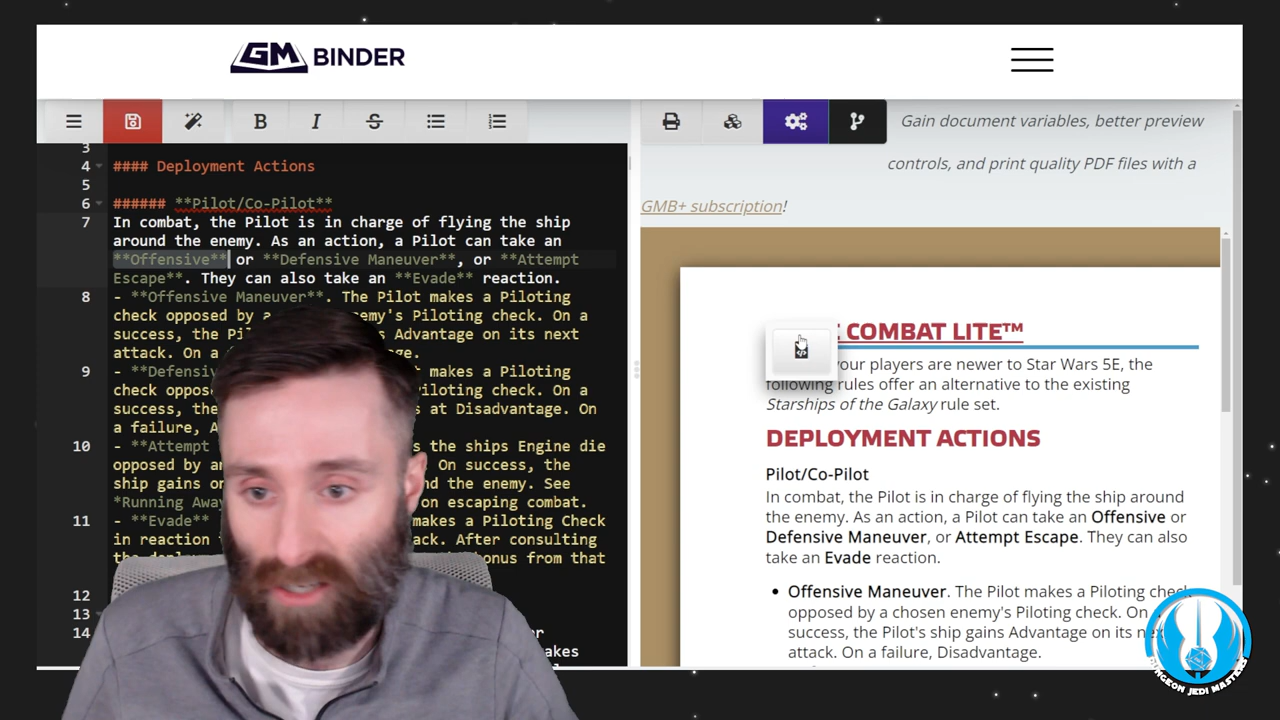 GM BINDER
B I S
3
4 #### Deployment Actions
5
6 ###### **Pilot/Co-Pilot**
7 In combat, the Pilot is in charge of flying the ship
around the enemy. As an action, a Pilot can take an
**Offensive** or **Defensive Maneuver**, or **Attempt
Escape**. They can also take an **Evade** reaction.
8 - **Offensive Maneuver**. The Pilot makes a Piloting
check opposed by a enemy's Piloting check. On a
success, the Advantage on its next
attack. On a
9 makes a Piloting
check Piloting check. On a
success, the at Disadvantage. On
a failure,
10 - **Attempt the ships Engine die
opposed by On success, the
ship gains the enemy. See
*Running on escaping combat.
11 - **Evade** makes a Piloting Check
in reaction After consulting
the bonus from that
12
13
14
Gain document variables, better preview
controls, and print quality PDF files with a
GMB+ subscription!
COMBAT LITE™
your players are newer to Star Wars 5E, the
following rules offer an alternative to the existing
Starships of the Galaxy rule set.
DEPLOYMENT ACTIONS
Pilot/Co-Pilot
In combat, the Pilot is in charge of flying the ship around
the enemy. As an action, a Pilot can take an Offensive or
Defensive Maneuver, or Attempt Escape. They can also
take an Evade reaction.
• Offensive Maneuver. The Pilot makes a Piloting check
opposed by a chosen enemy's Piloting check. On
success, the Pilot's ship gains Advantage on its
attack. On a failure, Disadvantage.
DUNGEON JEDI MASTERS